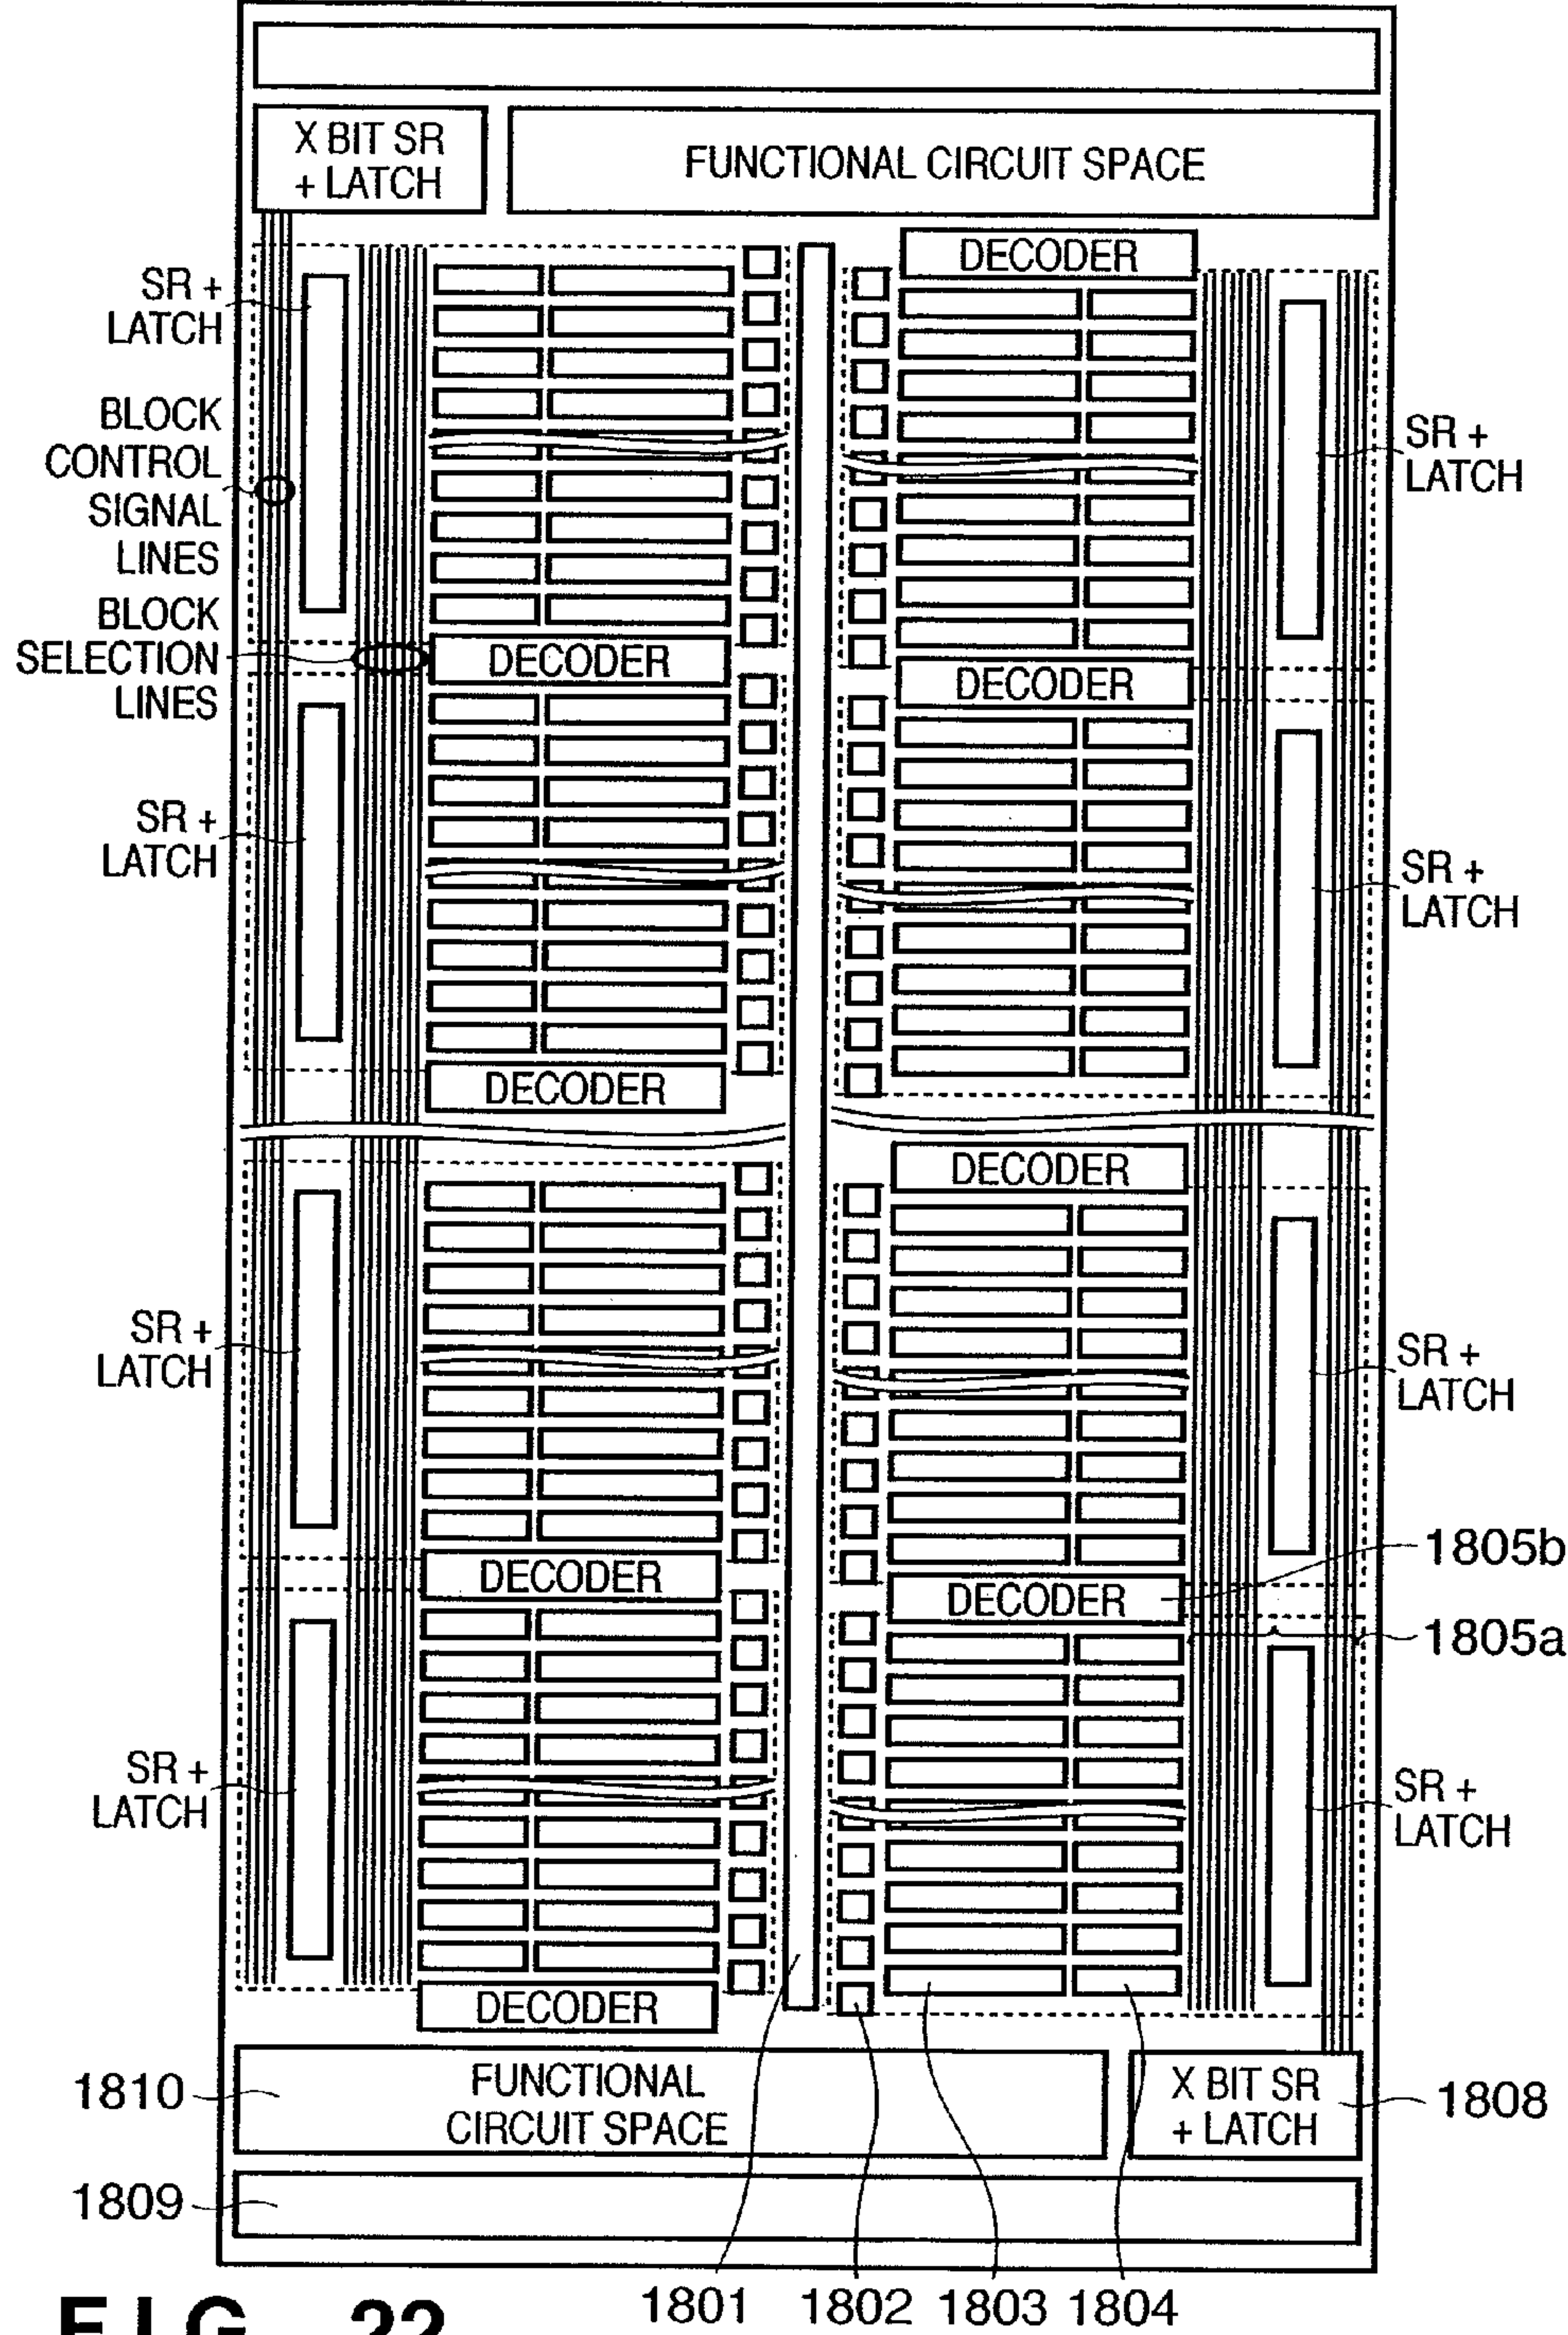 X BIT SR
+ LATCH
FUNCTIONAL CIRCUIT SPACE
DECODER
SR +
LATCH
BLOCK
CONTROL
SIGNAL
LINES
BLOCK
SELECTION
LINES
SR +
LATCH
DECODER
DECODER
SR +
LATCH
SR +
LATCH
DECODER
DECODER
SR +
LATCH
SR +
LATCH
DECODER
DECODER
1805b
1805a
SR +
LATCH
SR +
LATCH
DECODER
1810
FUNCTIONAL
CIRCUIT SPACE
X BIT SR
+ LATCH
1808
1809
1801 1802 1803 1804
FIG. 22